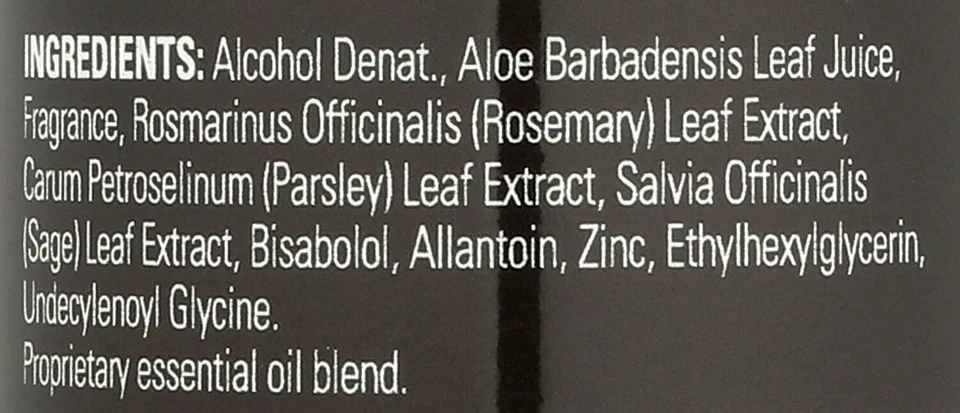 INGREDIENTS: Alcohol Denat., Aloe Barbadensis Leaf Juice,
Fragrance, Rosmarinus Officinalis (Rosemary) Leaf Extract,
Carum Petroselinum (Parsley) Leaf Extract, Salvia Officinalis
(Sage) Leaf Extract, Bisabolol, Allantoin, Zinc, Ethylhexylglycerin,
Undecylenoyl Glycine.
Proprietary essential oil blend.